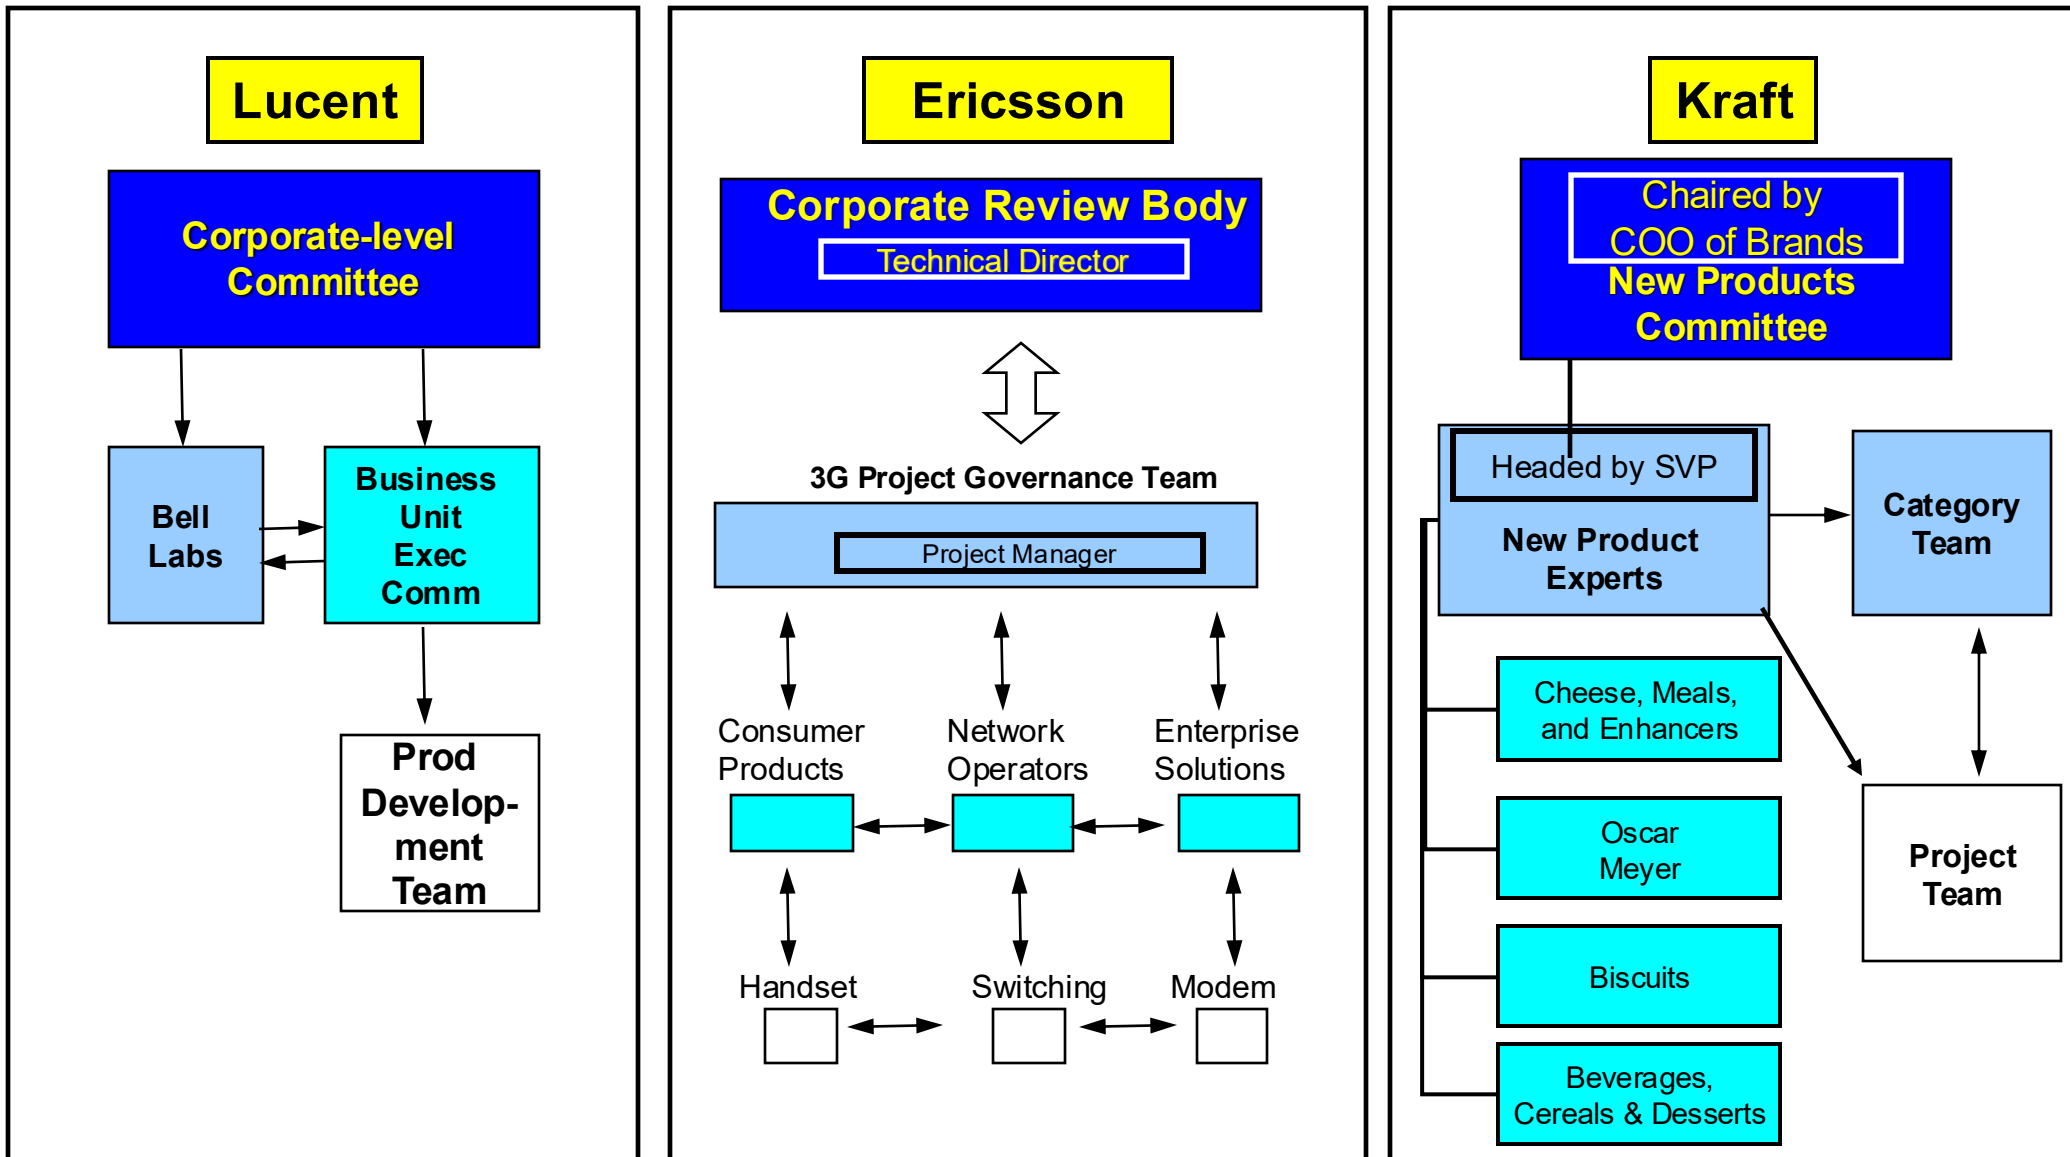 Lucent
Corporate-level
Committee
Bell
Labs
Business
Unit
Exec
Comm
Prod
Develop-
ment
Team
Ericsson
Corporate Review Body
Technical Director
3G Project Governance Team
Project Manager
Consumer
Products
Network
Operators
Enterprise
Solutions
Handset
Switching
Modem
Kraft
Chaired by
COO of Brands
New Products
Committee
Headed by SVP
New Product
Experts
Category
Team
Cheese, Meals,
and Enhancers
Oscar
Meyer
Biscuits
Beverages,
Cereals & Desserts
Project
Team